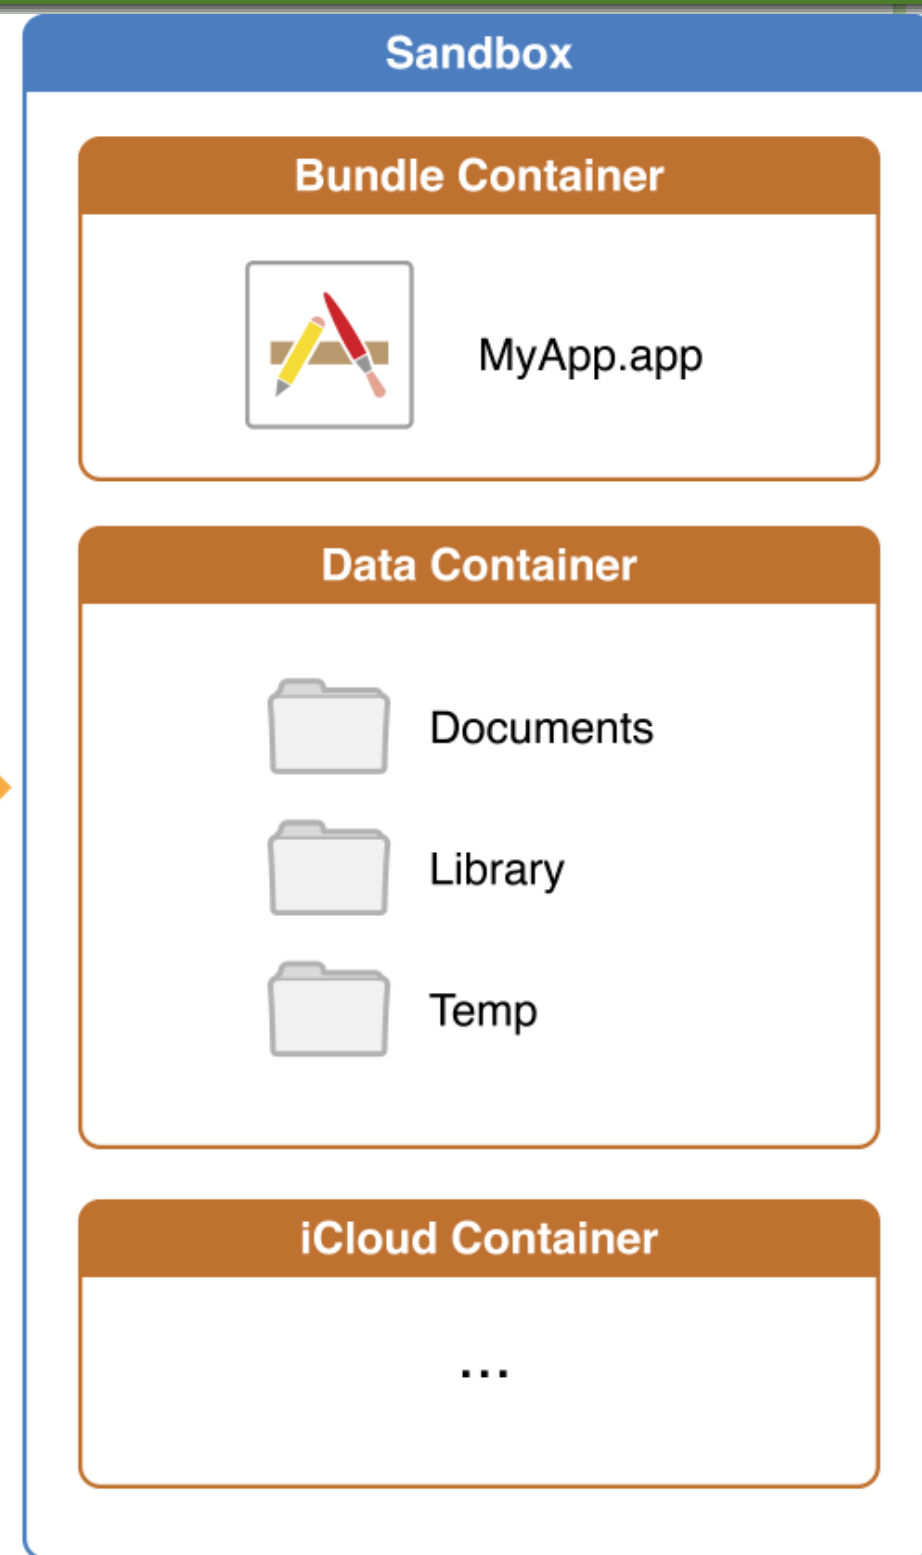 Sandbox
Bundle Container
MyApp.app
Data Container
Documents
Library
Temp
iCloud Container
...